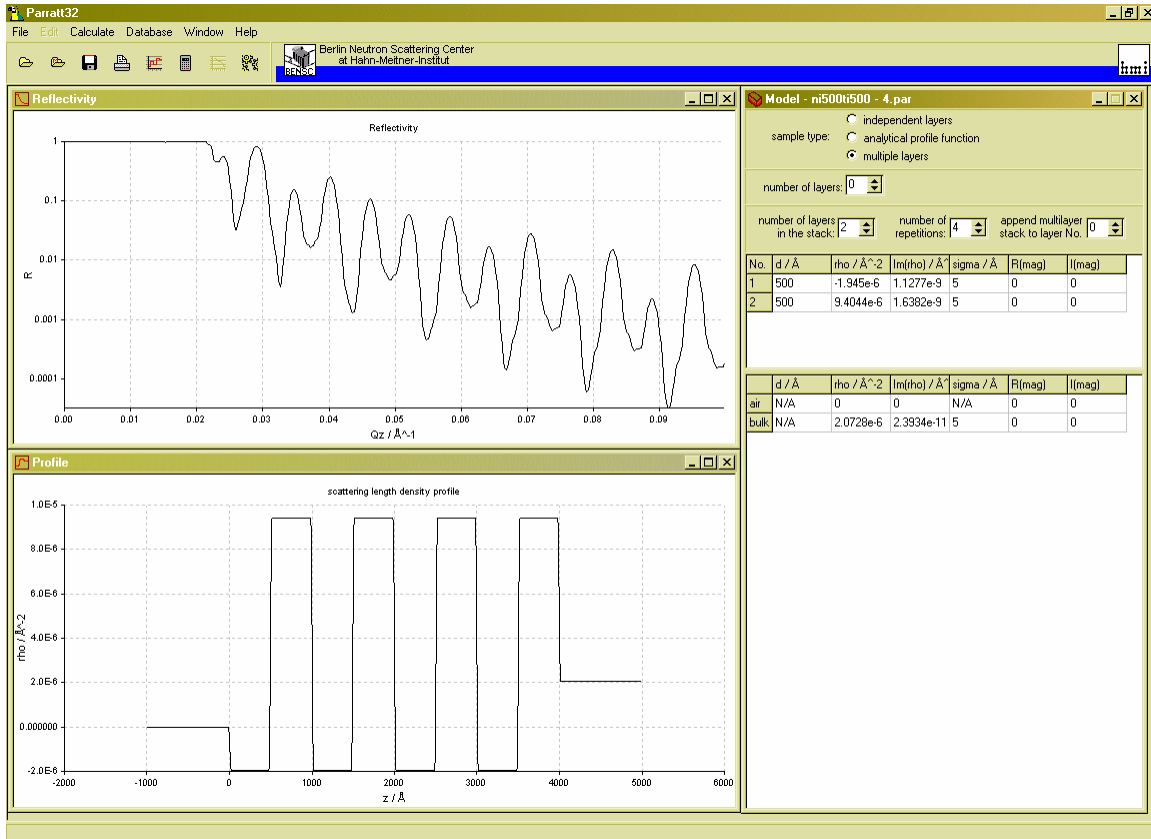 Parratt32
File Edit Calculate Database Window Help
BENSC
Berlin Neutron Scattering Center
at Hahn-Meitner-Institut
hmi
Reflectivity
Reflectivity
1
0.1
0.01
0.001
0.0001
R
0.00 0.01 0.02 0.03 0.04 0.05 0.06 0.07 0.08 0.09
Qz / Å^-1
Profile
scattering length density profile
1.0E-5
8.0E-6
6.0E-6
4.0E-6
2.0E-6
0.000000
-2.0E-6
rho / Å^-2
-2000 -1000 0 1000 2000 3000 4000 5000 6000
z / Å
Model - ni500ti500 - 4.par
sample type:
independent layers
analytical profile function
multiple layers
number of layers: 0
number of layers in the stack: 2
number of repetitions: 4
append multilayer stack to layer No. 0
No. d / Å rho / Å^-2 Im(rho) / Å^ sigma / Å R(mag) I(mag)
1 500 -1.945e-6 1.1277e-9 5 0 0
2 500 9.4044e-6 1.6382e-9 5 0 0
d / Å rho / Å^-2 Im(rho) / Å^ sigma / Å R(mag) I(mag)
air N/A 0 0 N/A 0 0
bulk N/A 2.0728e-6 2.3934e-11 5 0 0